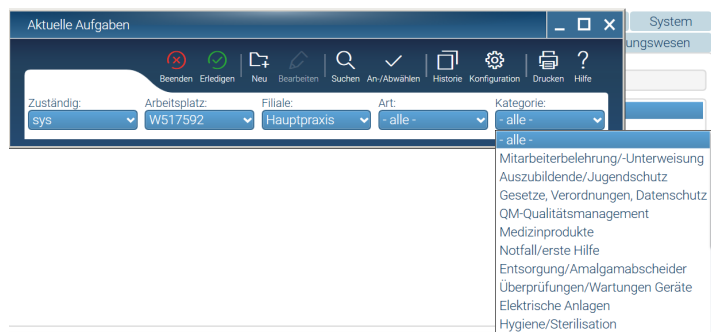 Aktuelle Aufgaben
System
ungswesen
Beenden Erledigen Neu Bearbeiten Suchen An-/Abwählen Historie Konfiguration Drucken Hilfe
Zuständig: Arbeitsplatz: Filiale: Art: Kategorie:
sys W517592 Hauptpraxis - alle - - alle -
- alle -
Mitarbeiterbelehrung/-Unterweisung
Auszubildende/Jugendschutz
Gesetze, Verordnungen, Datenschutz
QM-Qualitätsmanagement
Medizinprodukte
Notfall/erste Hilfe
Entsorgung/Amalgamabscheider
Überprüfungen/Wartungen Geräte
Elektrische Anlagen
Hygiene/Sterilisation